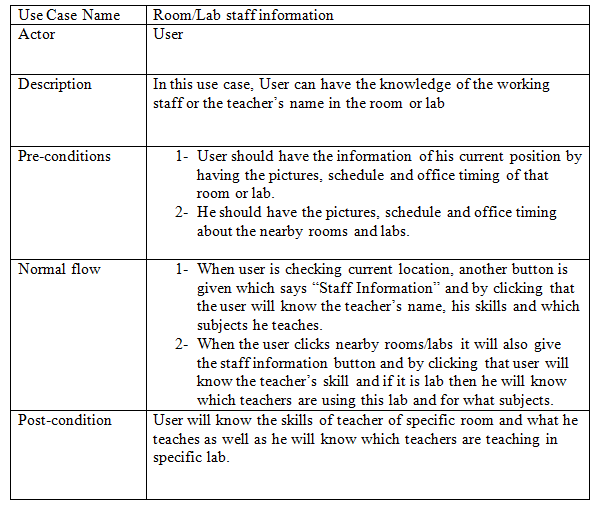 Use Case Name Room/Lab staff information
Actor User
Description In this use case, User can have the knowledge of the working
staff or the teacher's name in the room or lab
Pre-conditions 1- User should have the information of his current position by
having the pictures, schedule and office timing of that
room or lab.
2- He should have the pictures, schedule and office timing
about the nearby rooms and labs.
Normal flow 1- When user is checking current location, another button is
given which says “Staff Information” and by clicking that
the user will know the teacher's name, his skills and which
subjects he teaches.
2- When the user clicks nearby rooms/labs it will also give
the staff information button and by clicking that user will
know the teacher's skill and if it is lab then he will know
which teachers are using this lab and for what subjects.
Post-condition User will know the skills of teacher of specific room and what he
teaches as well as he will know which teachers are teaching in
specific lab.